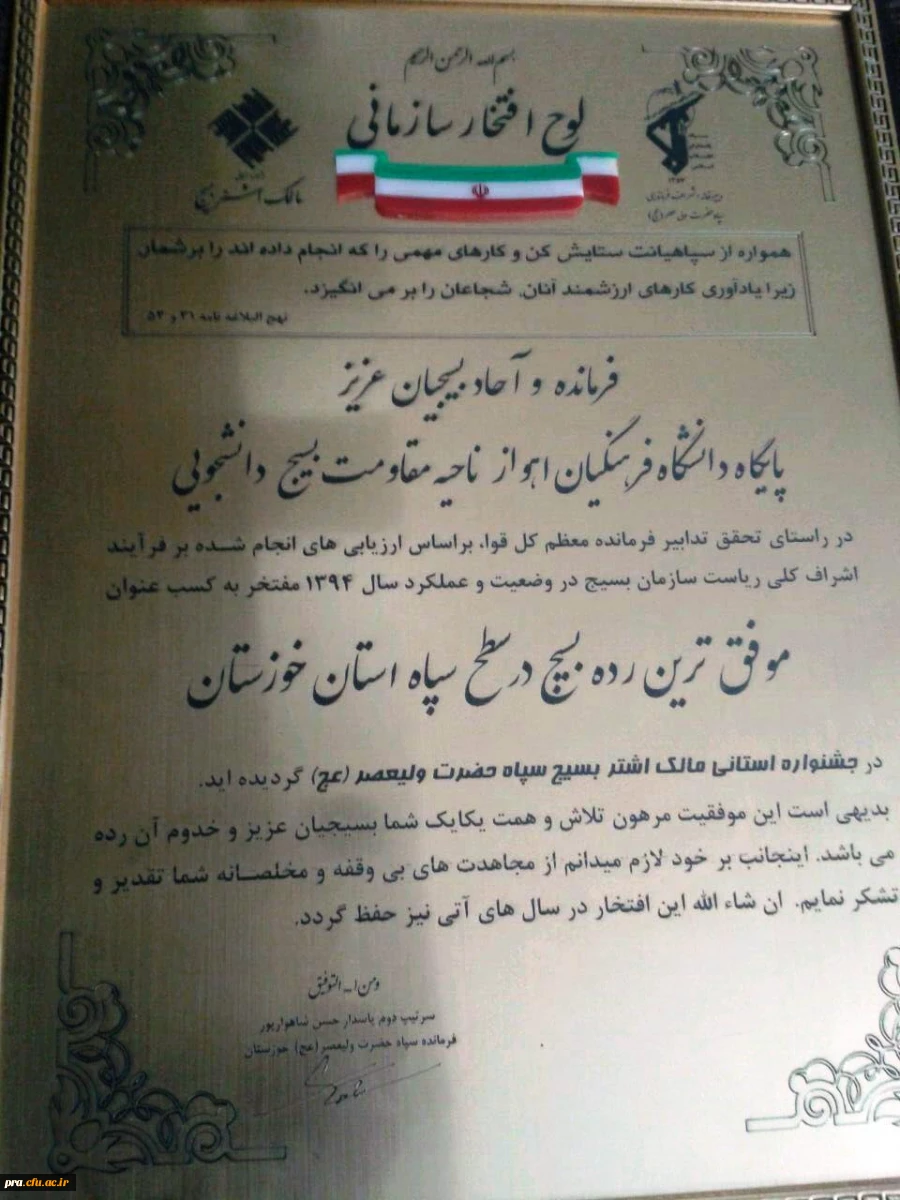 بسم الله الرحمن الرحیم
لوح افتخار سازمانی
مالک اشتر بسیج
۱۳۵۷
همواره از سپاهیانت ستایش کن و کارهای مهمی را که انجام داده اند را برشمار
زیرا یادآوری کارهای ارزشمند آنان، شجاعان را بر می انگیزد.
نهج البلاغه نامه ۳۱ و ۵۳
فرمانده و آحاد بسیجیان عزیز
پایگاه دانشگاه فرهنگیان اهواز ناحیه مقاومت بسیج دانشجویی
در راستای تحقق تدابیر فرمانده معظم کل قوا، براساس ارزیابی های انجام شده بر فرآیند
اشراف کلی ریاست سازمان بسیج در وضعیت و عملکرد سال ۱۳۹۴ مفتخر به کسب عنوان
موفق ترین رده بسیج در سطح سپاه استان خوزستان
در جشنواره استانی مالک اشتر بسیج سپاه حضرت ولیعصر (عج) گردیده اید.
بدیهی است این موفقیت مرهون تلاش و همت یکایک شما بسیجیان عزیز و خدوم آن رده
می باشد. اینجانب بر خود لازم میدانم از مجاهدت های بی وقفه و مخلصانه شما تقدیر و
تشکر نمایم. ان شاء الله این افتخار در سال های آتی نیز حفظ گردد.
ومن ا... التوفیق
سرتیپ دوم پاسدار حسن شاهوارپور
فرمانده سپاه حضرت ولیعصر (عج) خوزستان
pra.cfu.ac.ir